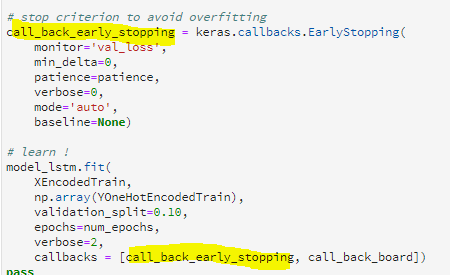 # stop criterion to avoid overfitting
call_back_early_stopping = keras.callbacks.EarlyStopping(
    monitor='val_loss',
    min_delta=0,
    patience=patience,
    verbose=0,
    mode='auto',
    baseline=None)

# learn !
model_lstm.fit(
    XEncodedTrain,
    np.array(YOneHotEncodedTrain),
    validation_split=0.10,
    epochs=num_epochs,
    verbose=2,
    callbacks = [call_back_early_stopping, call_back_board])
pass